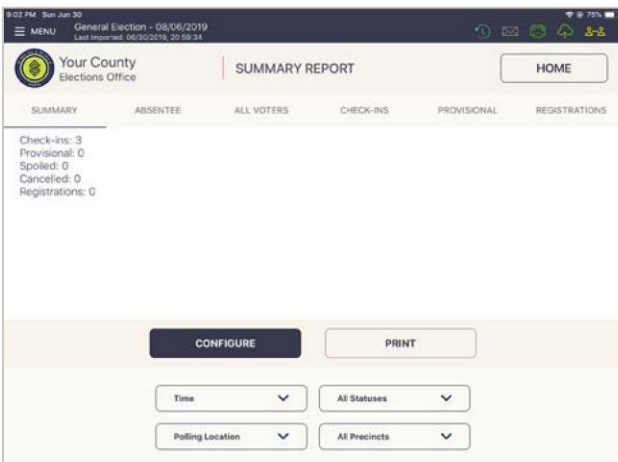 9:02 PM Sun Jun 30
75%
MENU
General Election - 08/06/2019
Last Imported: 06/30/2019, 20:59:34
Your County
Elections Office
SUMMARY REPORT
HOME
SUMMARY ABSENTEE ALL VOTERS CHECK-INS PROVISIONAL REGISTRATIONS
Check-ins: 3
Provisional: 0
Spoiled: 0
Cancelled: 0
Registrations: 0
CONFIGURE PRINT
Time All Statuses
Polling Location All Precincts